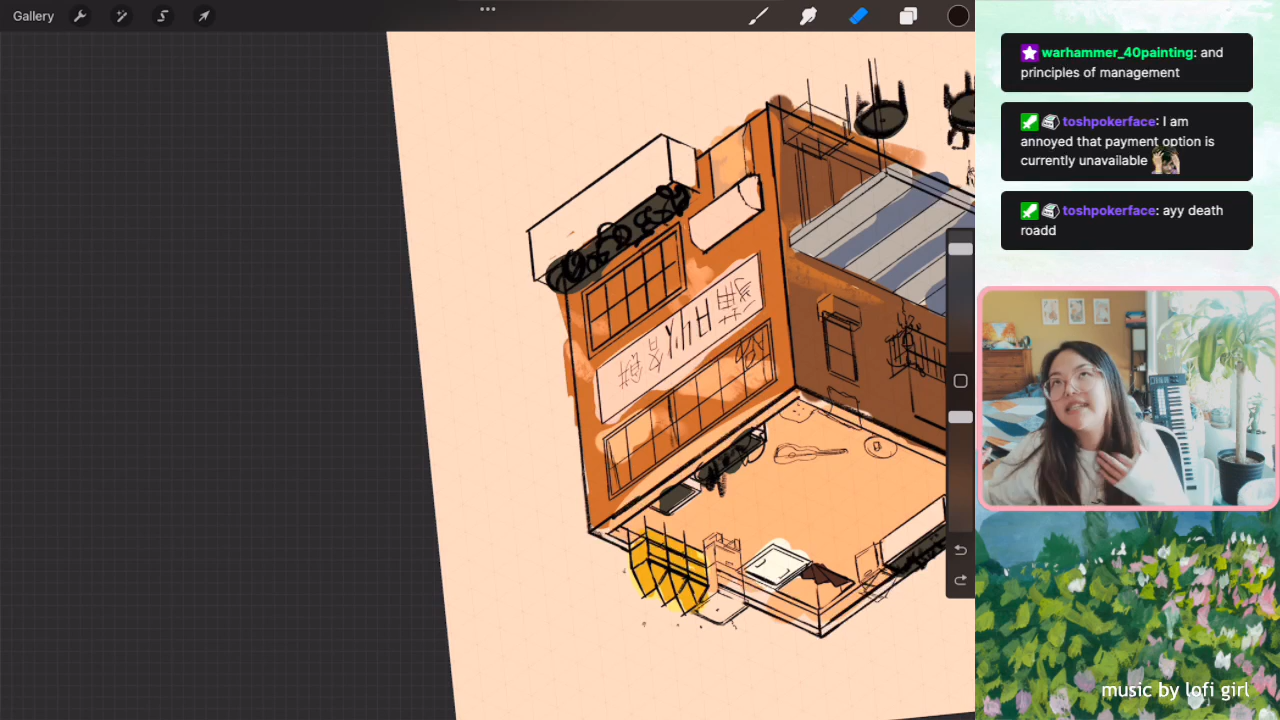 Gallery
warhammer_40painting: and
principles of management
toshpokerface: I am
annoyed that payment option is
currently unavailable
toshpokerface: ayy death
roadd
music by lofi girl